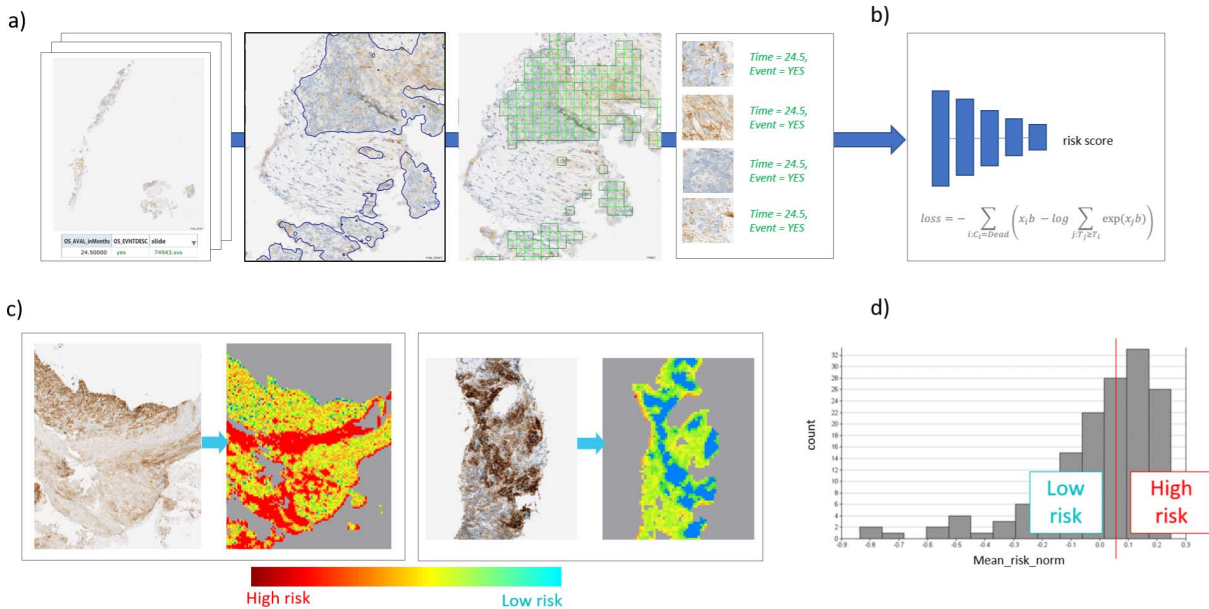 a)
b)
OS_AVAL_inMonths OS_EVNTDESC slide
24.50000 yes 74943.svs
Time = 24.5,
Event = YES
Time = 24.5,
Event = YES
Time = 24.5,
Event = YES
Time = 24.5,
Event = YES
risk score
loss = − ∑ i:C_i=Dead ( x_i b − log ∑ j:T_j≥T_i exp(x_j b) )
c)
High risk
Low risk
d)
count
32
30
28
26
24
22
20
18
16
14
12
10
8
6
4
2
0
Low
risk
High
risk
-0.9 -0.8 -0.7 -0.6 -0.5 -0.4 -0.3 -0.2 -0.1 0.0 0.1 0.2 0.3
Mean_risk_norm